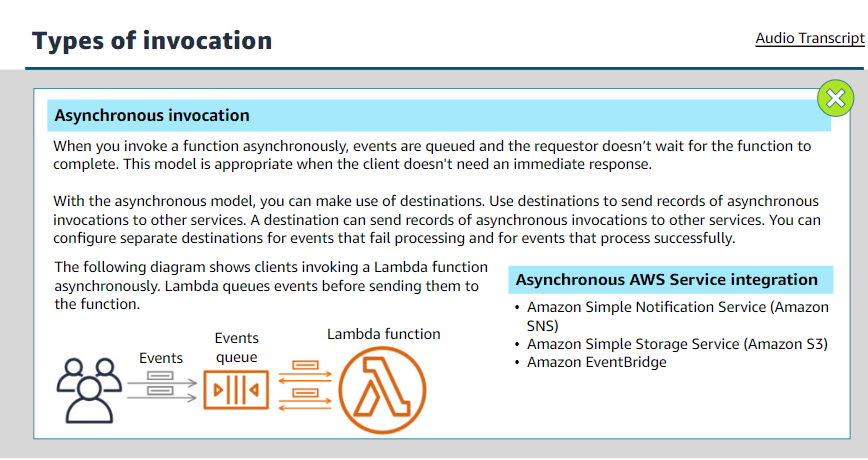 Types of invocation
Audio Transcript
Asynchronous invocation
When you invoke a function asynchronously, events are queued and the requestor doesn’t wait for the function to
complete. This model is appropriate when the client doesn't need an immediate response.
With the asynchronous model, you can make use of destinations. Use destinations to send records of asynchronous
invocations to other services. A destination can send records of asynchronous invocations to other services. You can
configure separate destinations for events that fail processing and for events that process successfully.
The following diagram shows clients invoking a Lambda function
asynchronously. Lambda queues events before sending them to
the function.
Asynchronous AWS Service integration
• Amazon Simple Notification Service (Amazon
SNS)
• Amazon Simple Storage Service (Amazon S3)
• Amazon EventBridge
Events
Events
queue
Lambda function